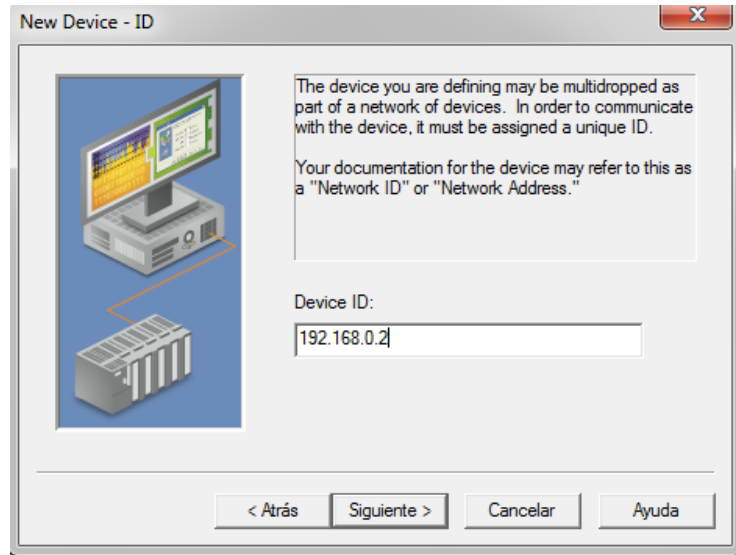 New Device - ID
The device you are defining may be multidropped as
part of a network of devices. In order to communicate
with the device, it must be assigned a unique ID.
Your documentation for the device may refer to this as
a "Network ID" or "Network Address."
Device ID:
192.168.0.2
< Atrás
Siguiente >
Cancelar
Ayuda